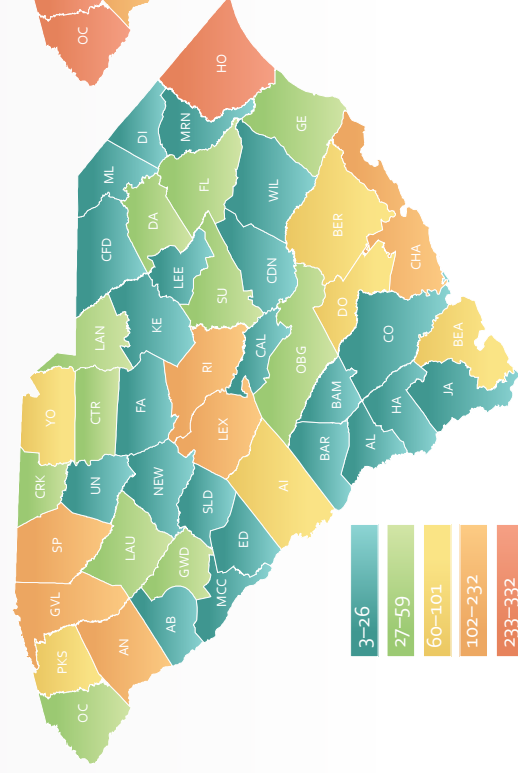 OC
PKS
GVL
SP
CRK
YO
OC
AN
LAU
UN
CTR
LAN
CFD
ML
DI
AB
GWD
NEW
FA
KE
DA
MRN
HO
MCC
SLD
LEX
RI
LEE
FL
ED
AI
CAL
SU
CDN
WIL
GE
OBG
BAR
BAM
DO
BER
AL
HA
CO
CHA
JA
BEA
3–26
27–59
60–101
102–232
233–332